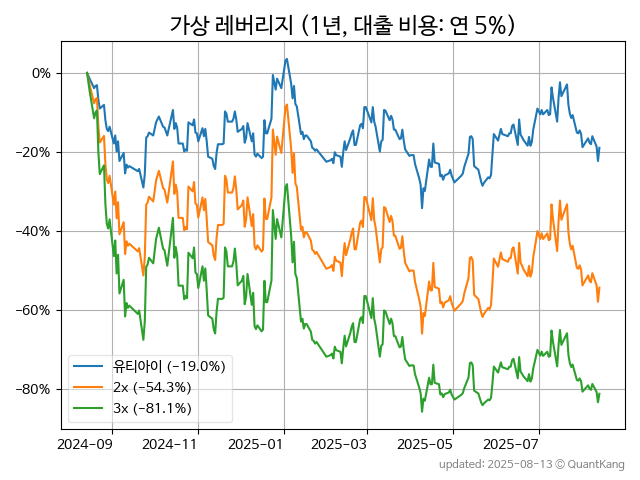 가상 레버리지 (1년, 대출 비용: 연 5%)
0%
−20%
−40%
−60%
−80%
유티아이 (−19.0%)
2x (−54.3%)
3x (−81.1%)
2024-09 2024-11 2025-01 2025-03 2025-05 2025-07
updated: 2025-08-13 © QuantKang